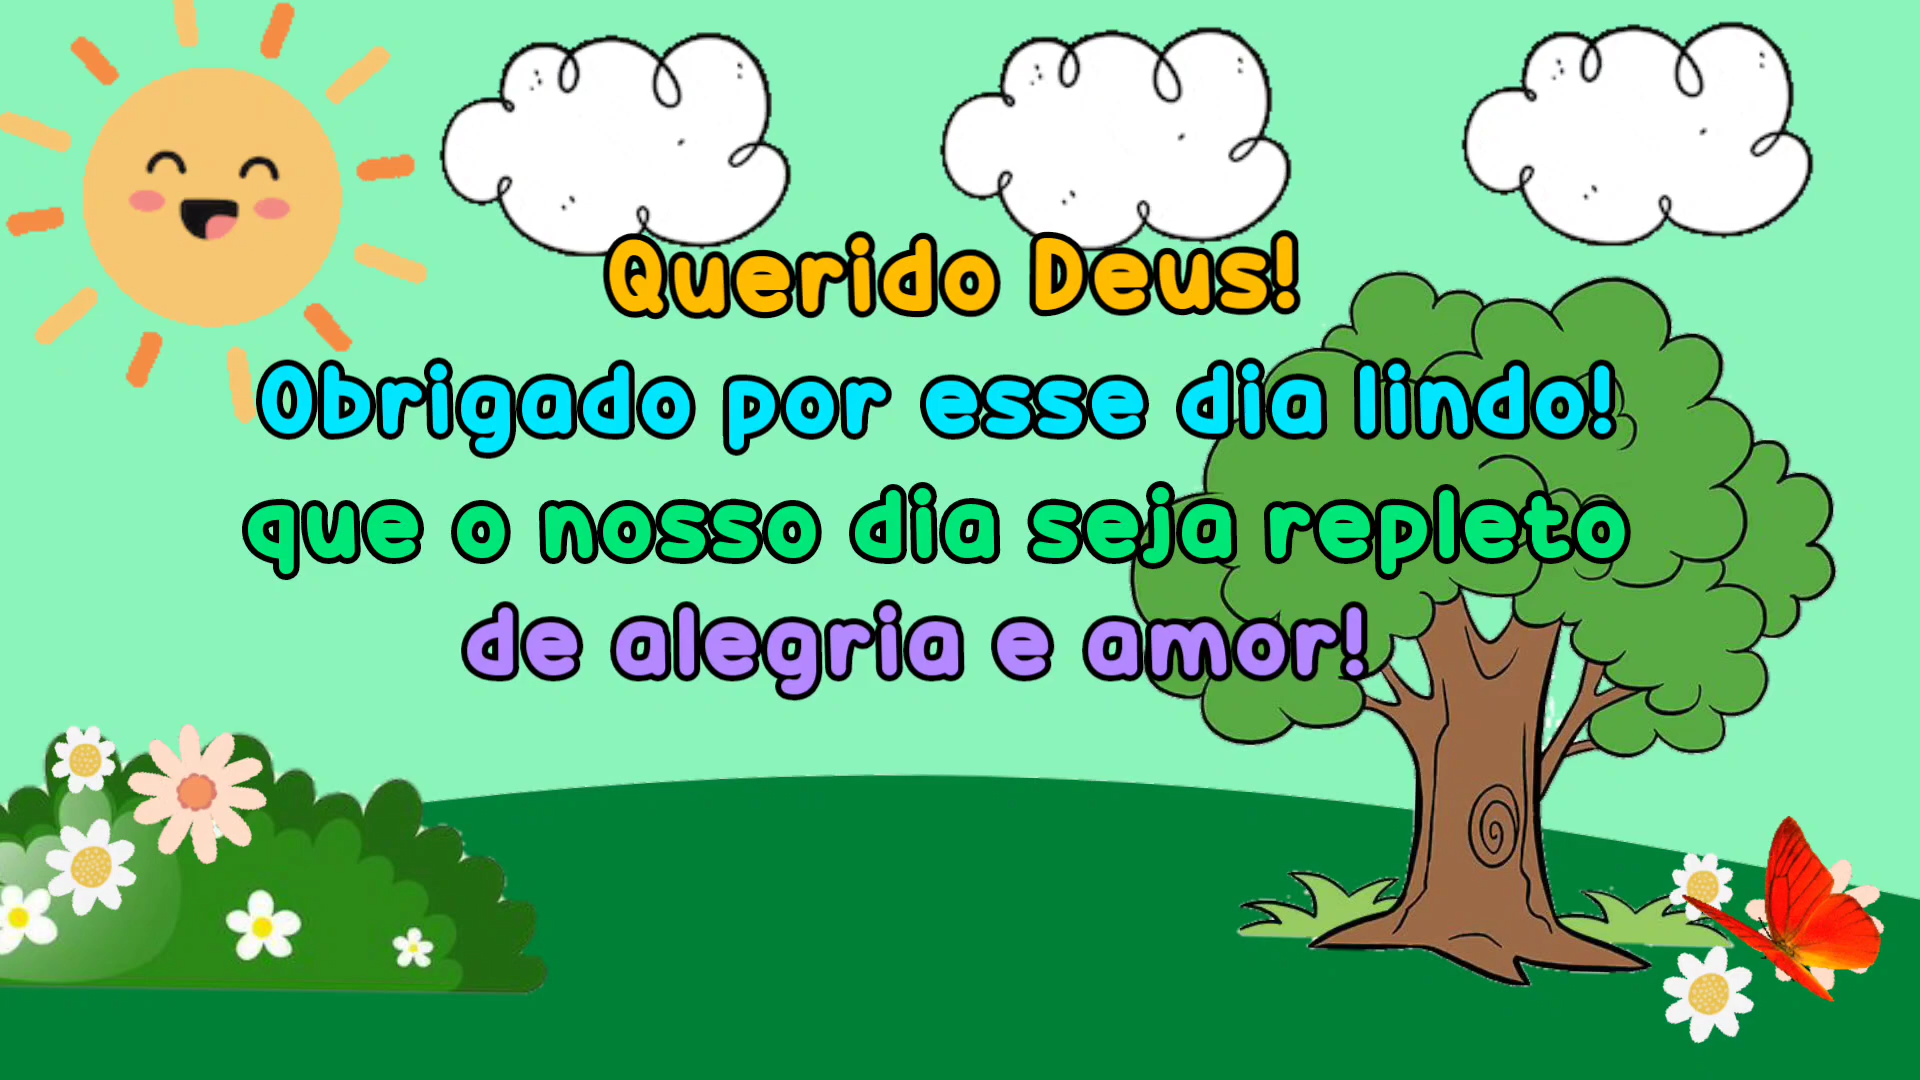 Querido Deus!
Obrigado por esse dia lindo!
que o nosso dia seja repleto
de alegria e amor!